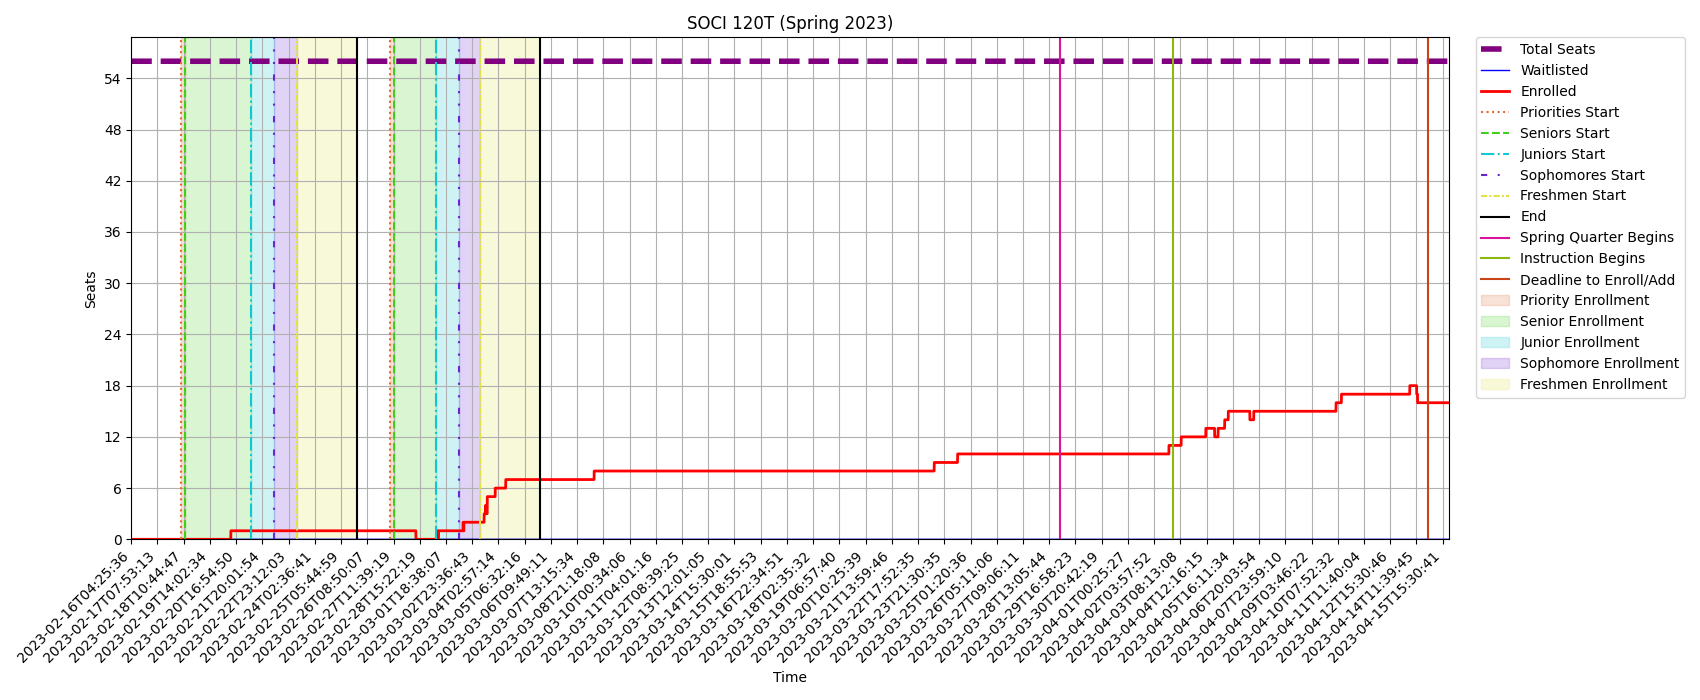 SOCI 120T (Spring 2023)
54
48
42
36
30
24
18
12
6
0
Seats
2023-02-16T04:25:36
2023-02-17T07:53:13
2023-02-18T10:44:47
2023-02-19T14:02:34
2023-02-20T16:54:50
2023-02-21T20:01:54
2023-02-22T23:12:03
2023-02-24T02:36:41
2023-02-25T05:44:59
2023-02-26T08:50:07
2023-02-27T11:39:19
2023-02-28T15:22:19
2023-03-01T18:38:07
2023-03-02T23:36:43
2023-03-04T02:57:14
2023-03-05T06:32:16
2023-03-06T09:49:11
2023-03-07T13:15:34
2023-03-08T21:18:08
2023-03-10T00:34:06
2023-03-11T04:01:16
2023-03-12T08:39:25
2023-03-13T12:01:05
2023-03-14T15:30:01
2023-03-15T18:55:53
2023-03-16T22:34:51
2023-03-18T02:35:32
2023-03-19T06:57:40
2023-03-20T10:25:39
2023-03-21T13:59:46
2023-03-22T17:52:35
2023-03-23T21:30:35
2023-03-25T01:20:36
2023-03-26T05:11:06
2023-03-27T09:06:11
2023-03-28T13:05:44
2023-03-29T16:58:23
2023-03-30T20:42:19
2023-04-01T00:25:27
2023-04-02T03:57:52
2023-04-03T08:13:08
2023-04-04T12:16:15
2023-04-05T16:11:34
2023-04-06T20:03:54
2023-04-07T23:59:10
2023-04-09T03:46:22
2023-04-10T07:52:32
2023-04-11T11:40:04
2023-04-12T15:30:46
2023-04-14T11:39:45
2023-04-15T15:30:41
Time
Total Seats
Waitlisted
Enrolled
Priorities Start
Seniors Start
Juniors Start
Sophomores Start
Freshmen Start
End
Spring Quarter Begins
Instruction Begins
Deadline to Enroll/Add
Priority Enrollment
Senior Enrollment
Junior Enrollment
Sophomore Enrollment
Freshmen Enrollment